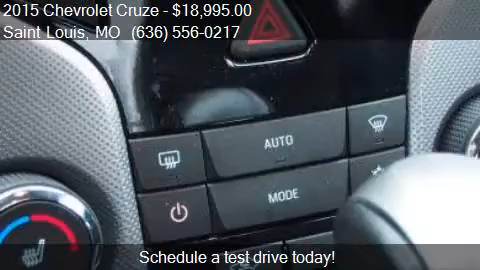 2015 Chevrolet Cruze - $18,995.00
Saint Louis, MO  (636) 556-0217
AUTO
MODE
Schedule a test drive today!